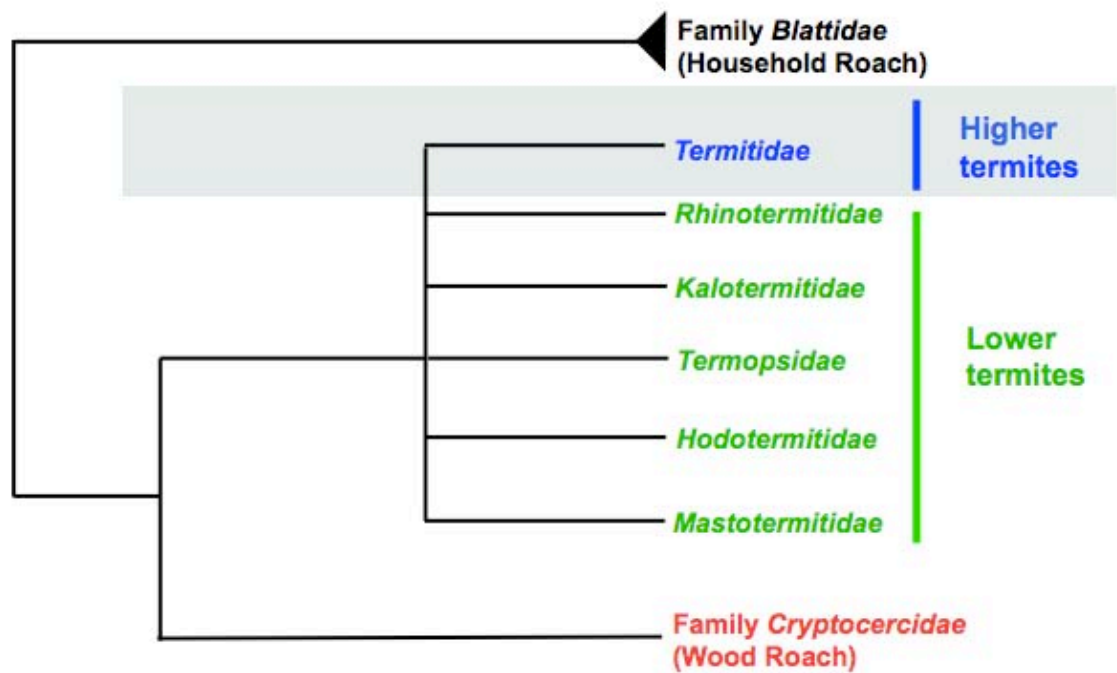 Family Blattidae
(Household Roach)
Termitidae
Higher
termites
Rhinotermitidae
Kalotermitidae
Termopsidae
Lower
termites
Hodotermitidae
Mastotermitidae
Family Cryptocercidae
(Wood Roach)